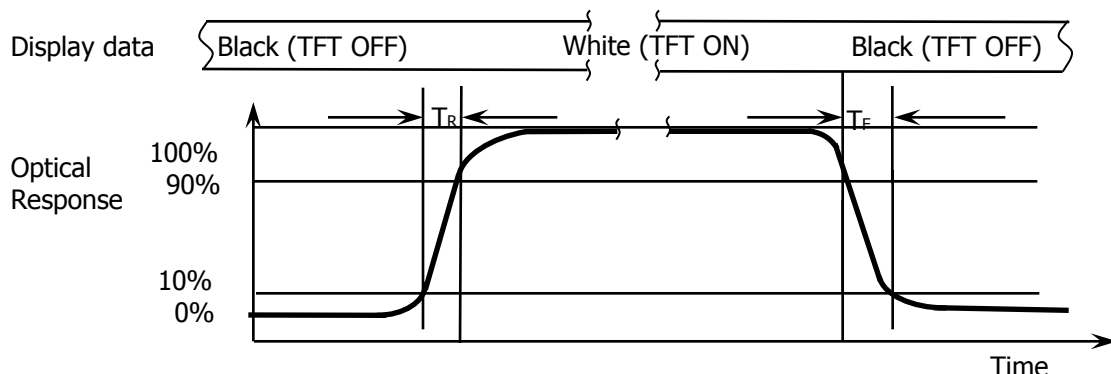 Display data
Black (TFT OFF) White (TFT ON) Black (TFT OFF)
TR TF
Optical
Response
100%
90%
10%
0%
Time